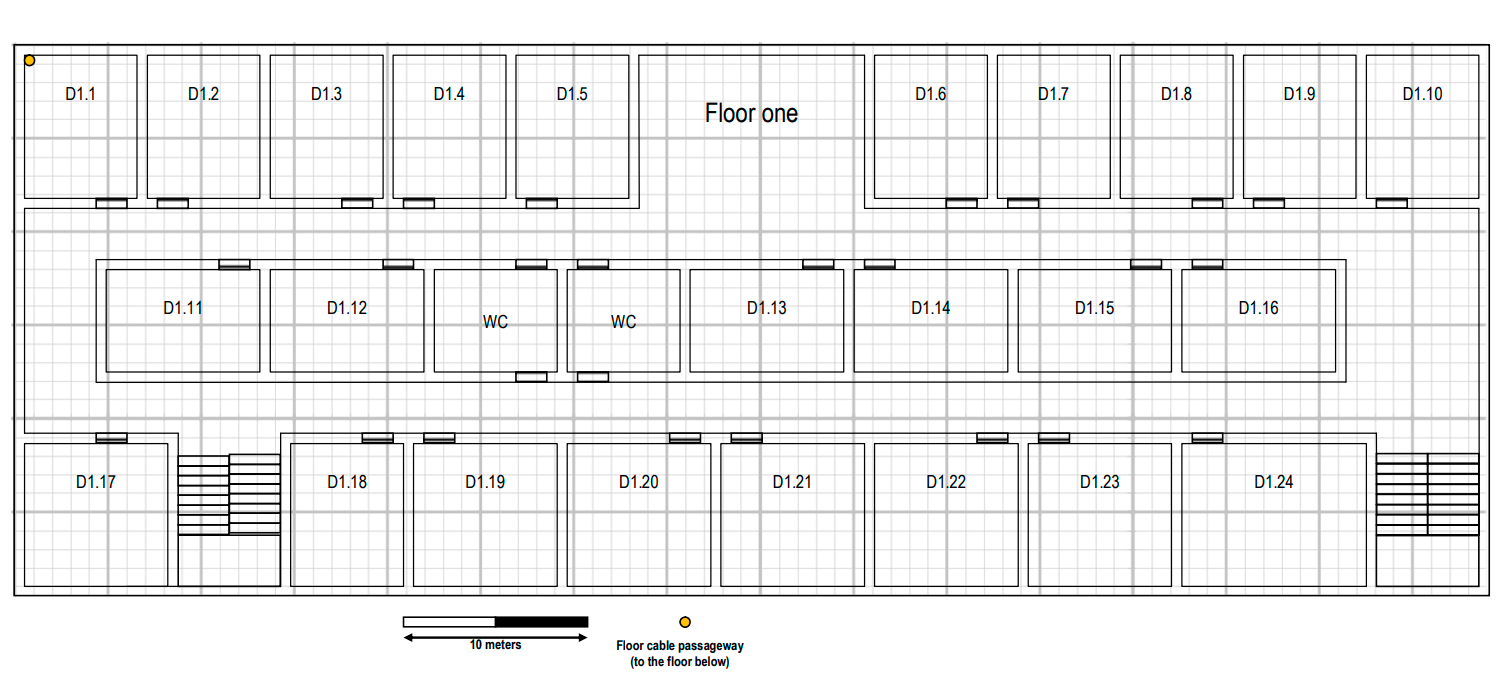 D1.1
D1.2
D1.3
D1.4
D1.5
Floor one
D1.6
D1.7
D1.8
D1.9
D1.10
D1.11
D1.12
WC
WC
D1.13
D1.14
D1.15
D1.16
D1.17
D1.18
D1.19
D1.20
D1.21
D1.22
D1.23
D1.24
10 meters
Floor cable passageway
(to the floor below)